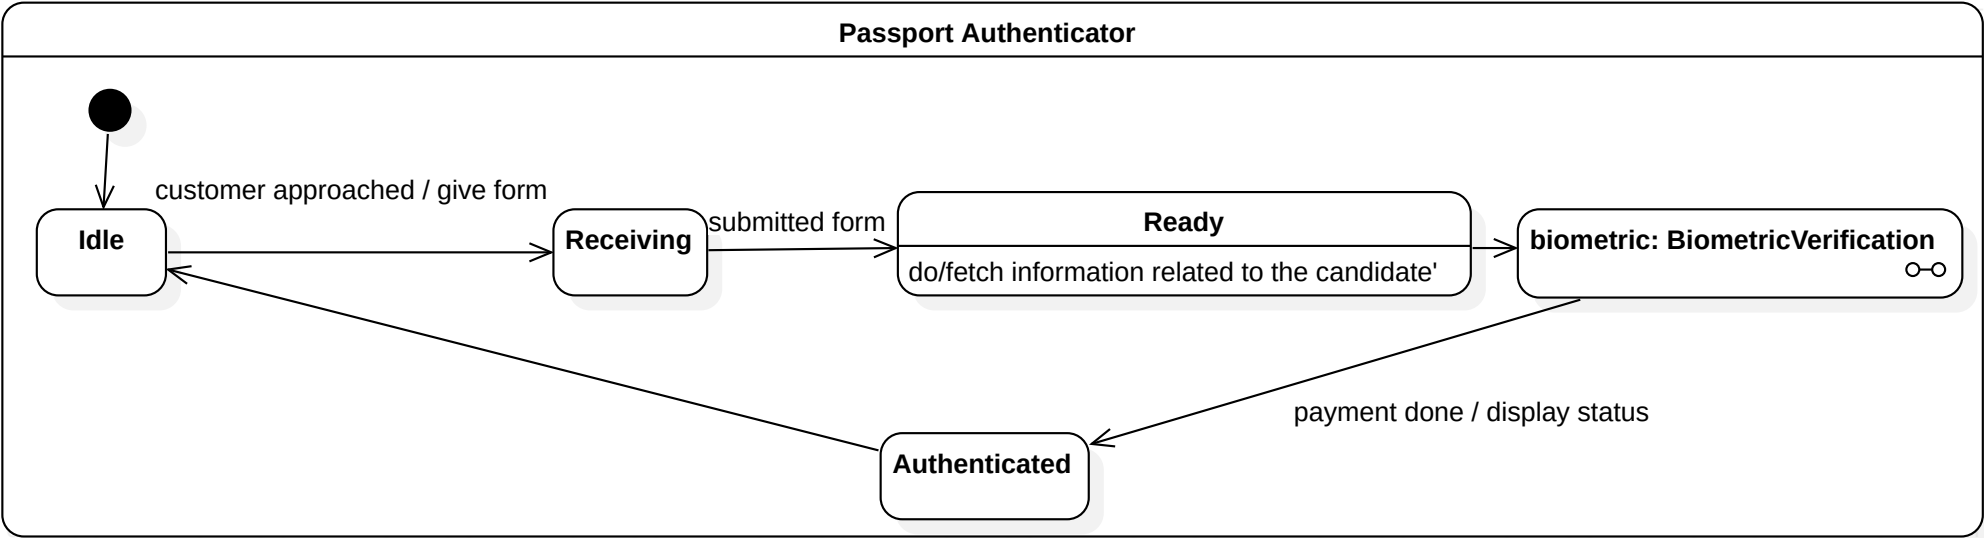 Passport Authenticator
customer approached / give form
Idle
Receiving
submitted form
Ready
do/fetch information related to the candidate'
biometric: BiometricVerification
payment done / display status
Authenticated